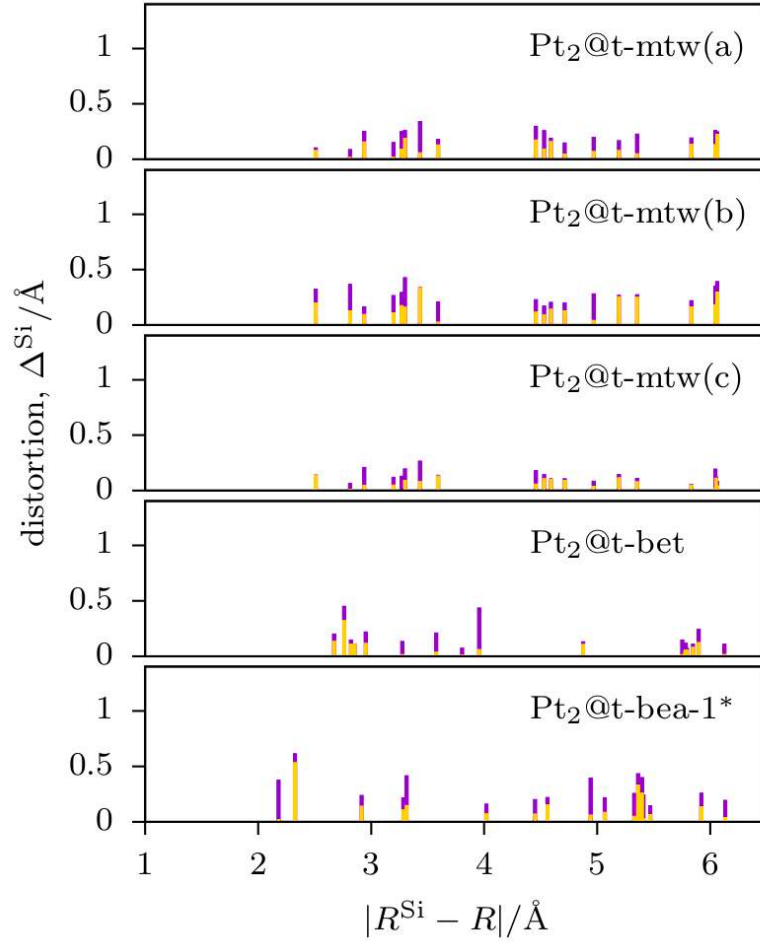 distortion, Δ^Si/Å
1
0.5
0
Pt₂@t-mtw(a)
1
0.5
0
Pt₂@t-mtw(b)
1
0.5
0
Pt₂@t-mtw(c)
1
0.5
0
Pt₂@t-bet
1
0.5
0
Pt₂@t-bea-1*
1 2 3 4 5 6
|R^Si − R|/Å